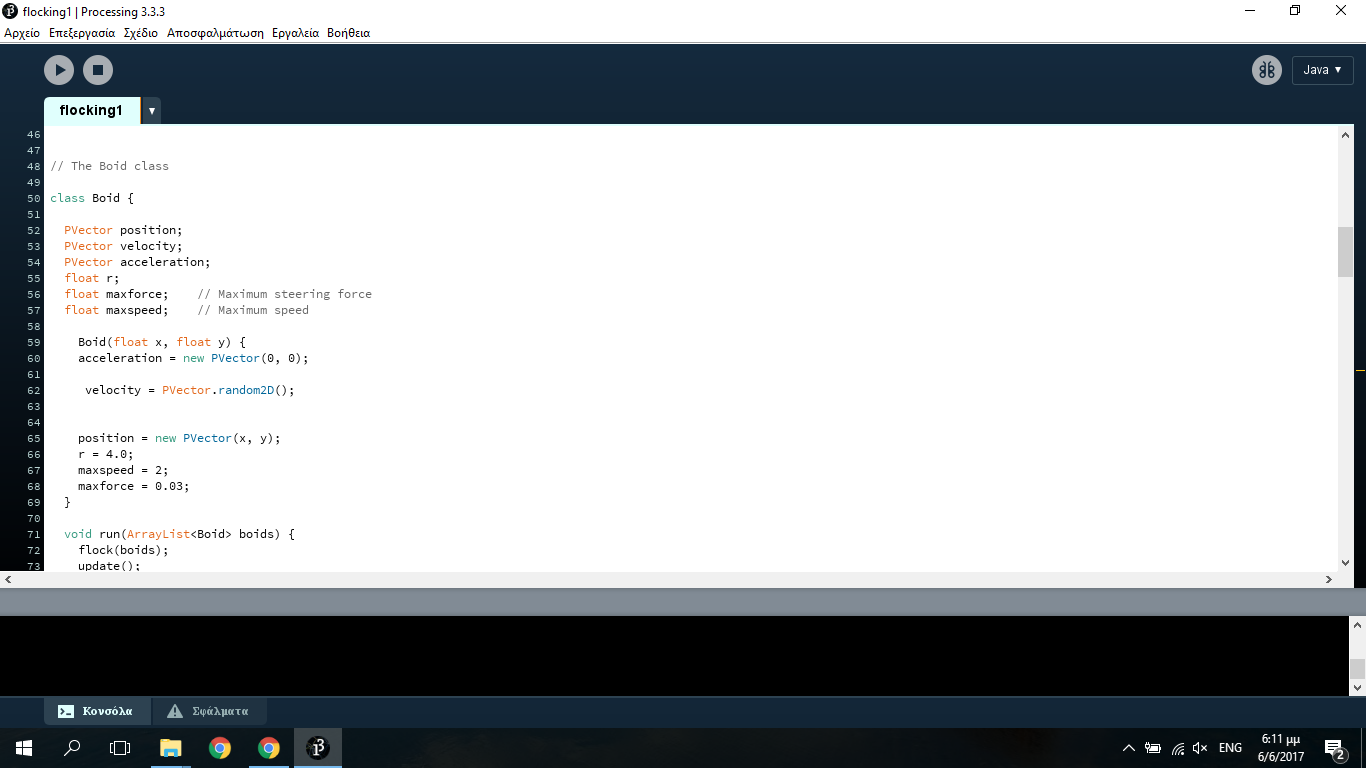 flocking1 | Processing 3.3.3
Αρχείο Επεξεργασία Σχέδιο Αποσφαλμάτωση Εργαλεία Βοήθεια
Java ▼
flocking1 ▼
46
47
48 // The Boid class
49
50 class Boid {
51
52 PVector position;
53 PVector velocity;
54 PVector acceleration;
55 float r;
56 float maxforce; // Maximum steering force
57 float maxspeed; // Maximum speed
58
59 Boid(float x, float y) {
60 acceleration = new PVector(0, 0);
61
62 velocity = PVector.random2D();
63
64
65 position = new PVector(x, y);
66 r = 4.0;
67 maxspeed = 2;
68 maxforce = 0.03;
69 }
70
71 void run(ArrayList<Boid> boids) {
72 flock(boids);
73 update();
Κονσόλα Σφάλματα
ENG
6:11 μμ
6/6/2017
2